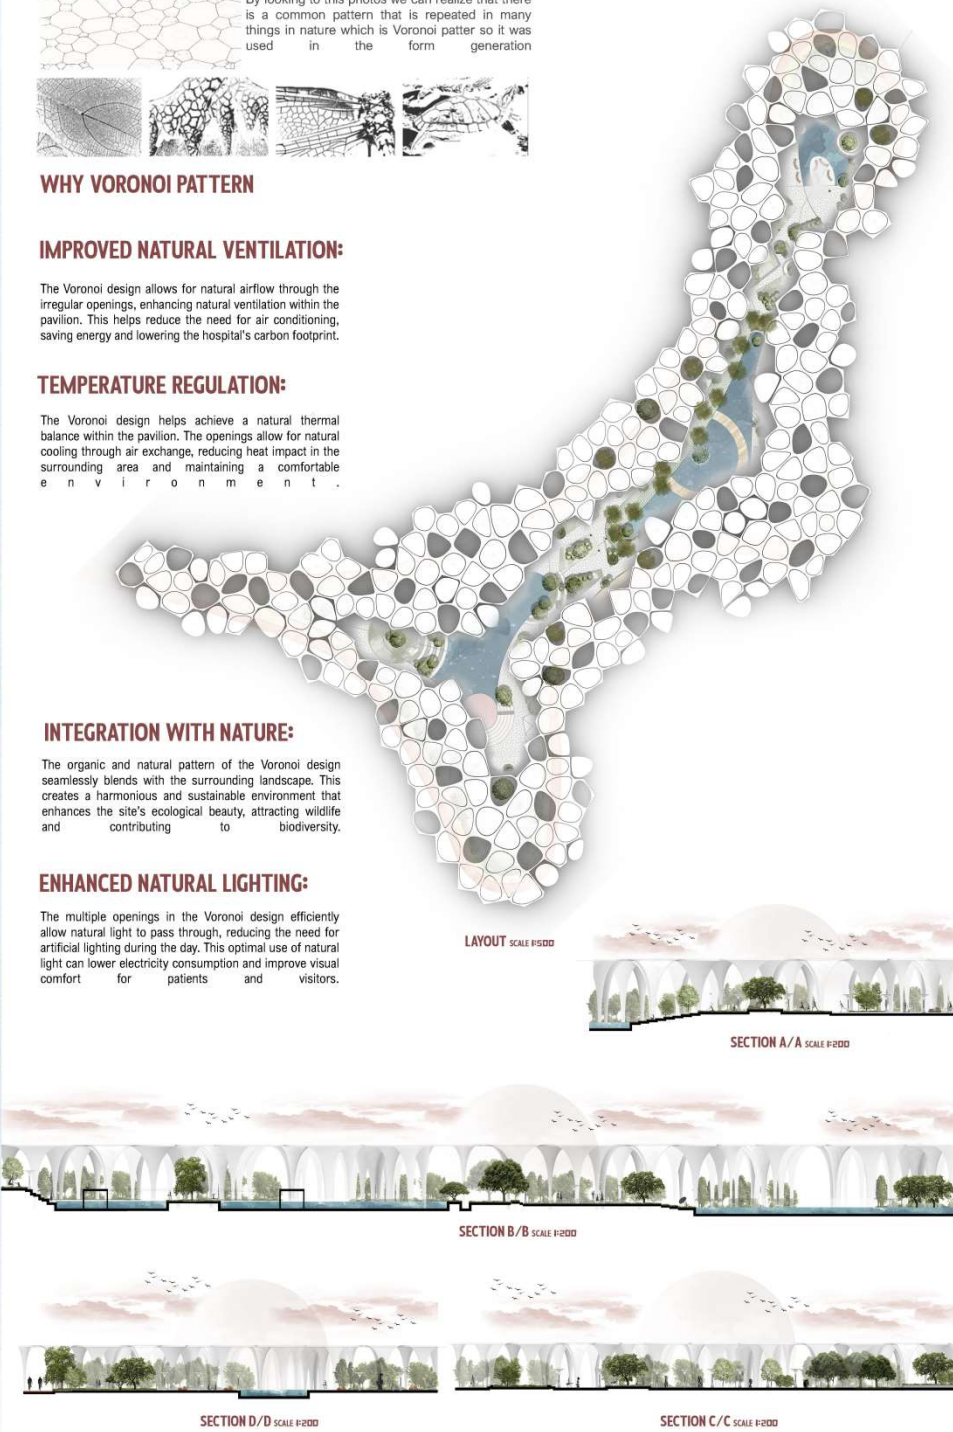 By looking to this photos we can realize that there
is a common pattern that is repeated in many
things in nature which is Voronoi patter so it was
used in the form generation
WHY VORONOI PATTERN
IMPROVED NATURAL VENTILATION:
The Voronoi design allows for natural airflow through the
irregular openings, enhancing natural ventilation within the
pavilion. This helps reduce the need for air conditioning,
saving energy and lowering the hospital's carbon footprint.
TEMPERATURE REGULATION:
The Voronoi design helps achieve a natural thermal
balance within the pavilion. The openings allow for natural
cooling through air exchange, reducing heat impact in the
surrounding area and maintaining a comfortable
environment.
INTEGRATION WITH NATURE:
The organic and natural pattern of the Voronoi design
seamlessly blends with the surrounding landscape. This
creates a harmonious and sustainable environment that
enhances the site's ecological beauty, attracting wildlife
and contributing to biodiversity.
ENHANCED NATURAL LIGHTING:
The multiple openings in the Voronoi design efficiently
allow natural light to pass through, reducing the need for
artificial lighting during the day. This optimal use of natural
light can lower electricity consumption and improve visual
comfort for patients and visitors.
LAYOUT SCALE 1:500
SECTION A/A SCALE 1:200
SECTION B/B SCALE 1:200
SECTION D/D SCALE 1:200
SECTION C/C SCALE 1:200